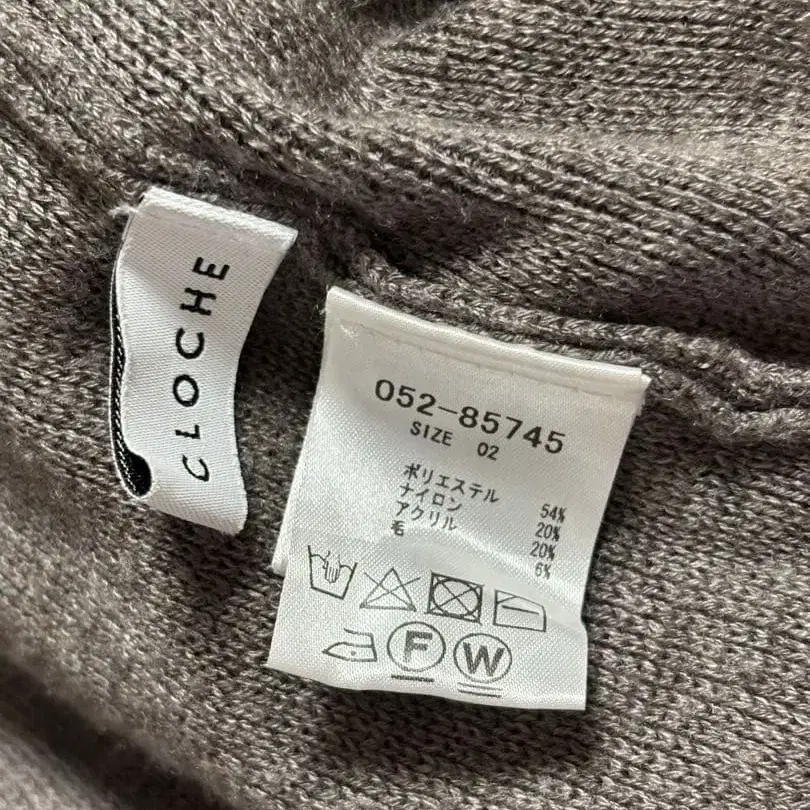 CLOCHE
052-85745
SIZE 02
ポリエステル 54%
ナイロン 20%
アクリル 20%
毛 6%
F W